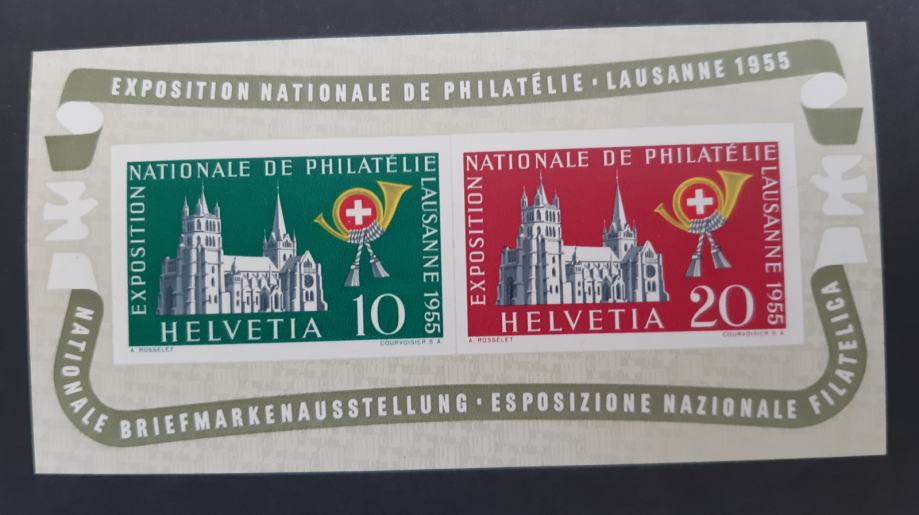 EXPOSITION NATIONALE DE PHILATÉLIE · LAUSANNE 1955
NATIONALE DE PHILATÉLIE
EXPOSITION
LAUSANNE 1955
10
HELVETIA
A. ROSSELET
COURVOISIER S.A.
NATIONALE DE PHILATÉLIE
EXPOSITION
LAUSANNE 1955
20
HELVETIA
A. ROSSELET
COURVOISIER S.A.
NATIONALE BRIEFMARKENAUSSTELLUNG · ESPOSIZIONE NAZIONALE FILATELICA